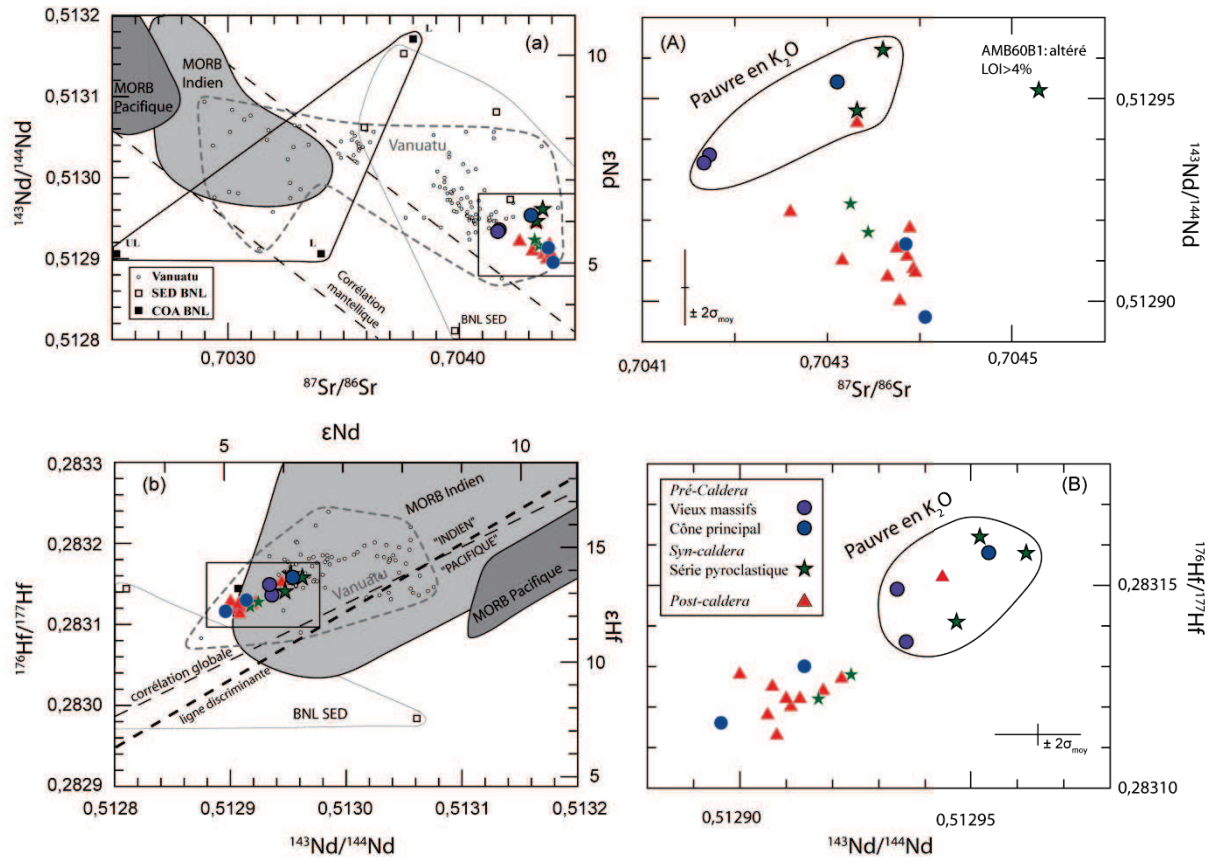 0,5132
0,5131
0,5130
0,5129
0,5128
¹⁴³Nd/¹⁴⁴Nd
(a)
L
10
5
εNd
MORB
Indien
MORB
Pacifique
Vanuatu
UL
L
Vanuatu
SED BNL
COA BNL
Corrélation
mantellique
BNL SED
0,7030
0,7040
⁸⁷Sr/⁸⁶Sr
(A)
Pauvre en K₂O
AMB60B1: altéré
LOI>4%
0,51295
0,51290
¹⁴³Nd/¹⁴⁴Nd
± 2σmoy
0,7041
0,7043
0,7045
⁸⁷Sr/⁸⁶Sr
εNd
5
10
(b)
0,2833
0,2832
0,2831
0,2830
0,2829
¹⁷⁶Hf/¹⁷⁷Hf
MORB Indien
"INDIEN"
"PACIFIQUE"
Vanuatu
MORB Pacifique
corrélation globale
ligne discriminante
BNL SED
15
10
5
εHf
0,5128
0,5129
0,5130
0,5131
0,5132
¹⁴³Nd/¹⁴⁴Nd
(B)
Pré-Caldera
Vieux massifs
Cône principal
Syn-caldera
Série pyroclastique
Post-caldera
Pauvre en K₂O
0,28315
0,28310
¹⁷⁶Hf/¹⁷⁷Hf
± 2σmoy
0,51290
0,51295
¹⁴³Nd/¹⁴⁴Nd